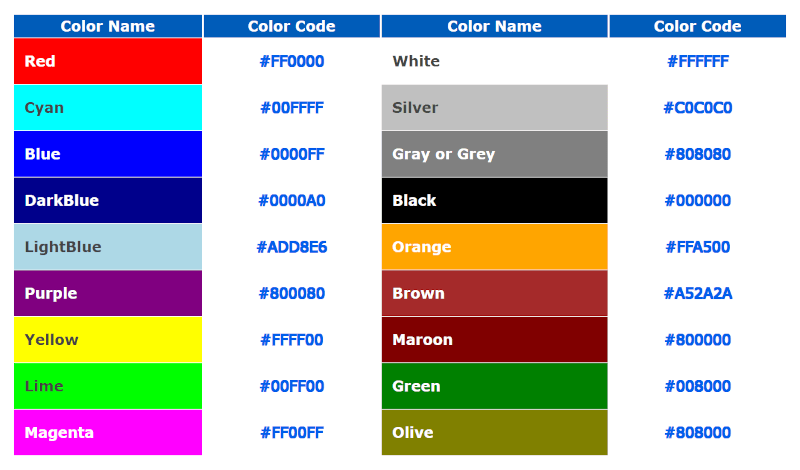 Color Name Color Code Color Name Color Code
Red #FF0000 White #FFFFFF
Cyan #00FFFF Silver #C0C0C0
Blue #0000FF Gray or Grey #808080
DarkBlue #0000A0 Black #000000
LightBlue #ADD8E6 Orange #FFA500
Purple #800080 Brown #A52A2A
Yellow #FFFF00 Maroon #800000
Lime #00FF00 Green #008000
Magenta #FF00FF Olive #808000